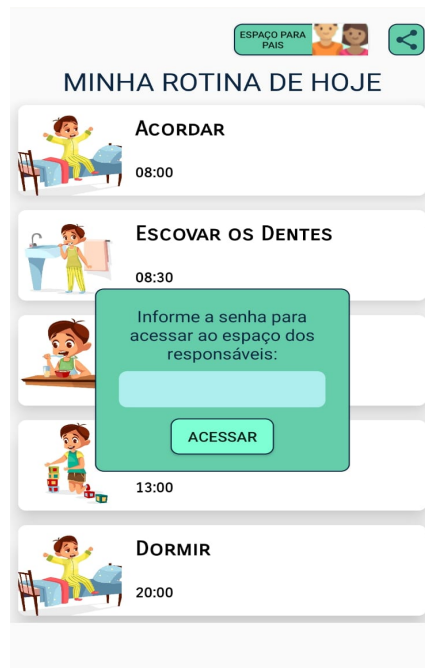 ESPAÇO PARA
PAIS
MINHA ROTINA DE HOJE
ACORDAR
08:00
ESCOVAR OS DENTES
08:30
Informe a senha para
acessar ao espaço dos
responsáveis:
ACESSAR
13:00
DORMIR
20:00